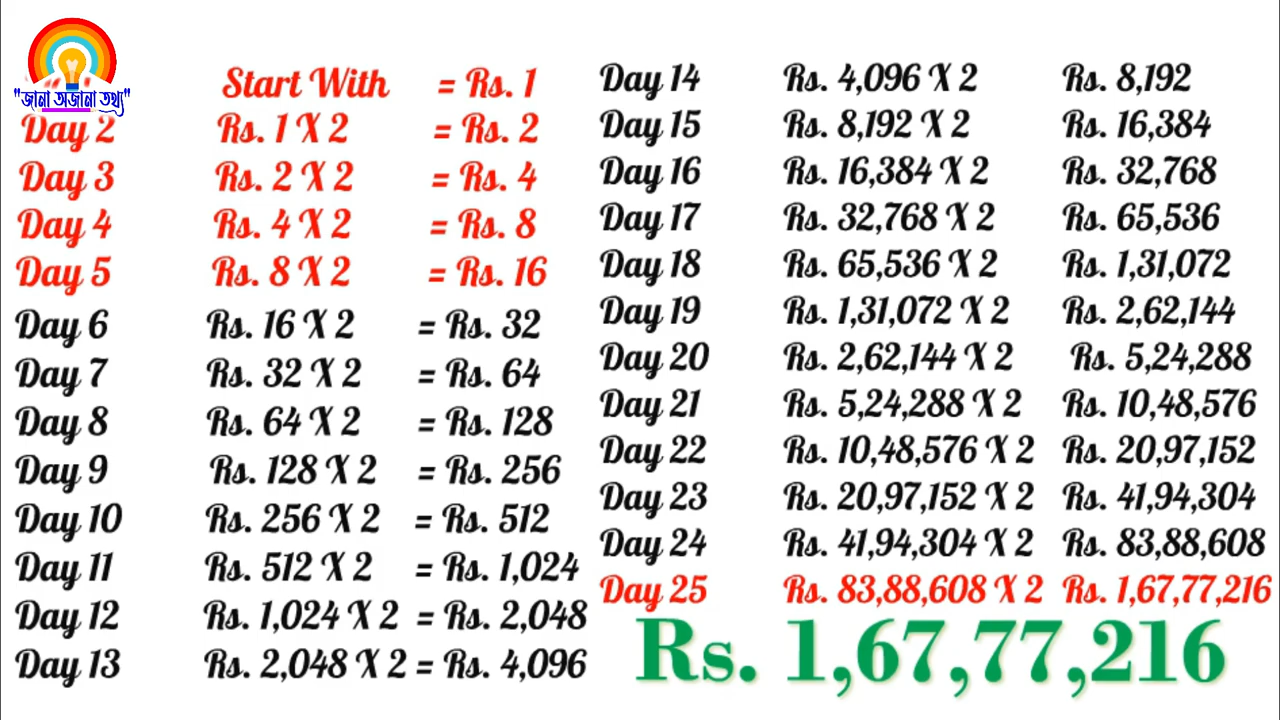 "জানা অজানা তথ্য"
Start With = Rs. 1
Day 2 Rs. 1 X 2 = Rs. 2
Day 3 Rs. 2 X 2 = Rs. 4
Day 4 Rs. 4 X 2 = Rs. 8
Day 5 Rs. 8 X 2 = Rs. 16
Day 6 Rs. 16 X 2 = Rs. 32
Day 7 Rs. 32 X 2 = Rs. 64
Day 8 Rs. 64 X 2 = Rs. 128
Day 9 Rs. 128 X 2 = Rs. 256
Day 10 Rs. 256 X 2 = Rs. 512
Day 11 Rs. 512 X 2 = Rs. 1,024
Day 12 Rs. 1,024 X 2 = Rs. 2,048
Day 13 Rs. 2,048 X 2 = Rs. 4,096
Day 14 Rs. 4,096 X 2 Rs. 8,192
Day 15 Rs. 8,192 X 2 Rs. 16,384
Day 16 Rs. 16,384 X 2 Rs. 32,768
Day 17 Rs. 32,768 X 2 Rs. 65,536
Day 18 Rs. 65,536 X 2 Rs. 1,31,072
Day 19 Rs. 1,31,072 X 2 Rs. 2,62,144
Day 20 Rs. 2,62,144 X 2 Rs. 5,24,288
Day 21 Rs. 5,24,288 X 2 Rs. 10,48,576
Day 22 Rs. 10,48,576 X 2 Rs. 20,97,152
Day 23 Rs. 20,97,152 X 2 Rs. 41,94,304
Day 24 Rs. 41,94,304 X 2 Rs. 83,88,608
Day 25 Rs. 83,88,608 X 2 Rs. 1,67,77,216
Rs. 1,67,77,216